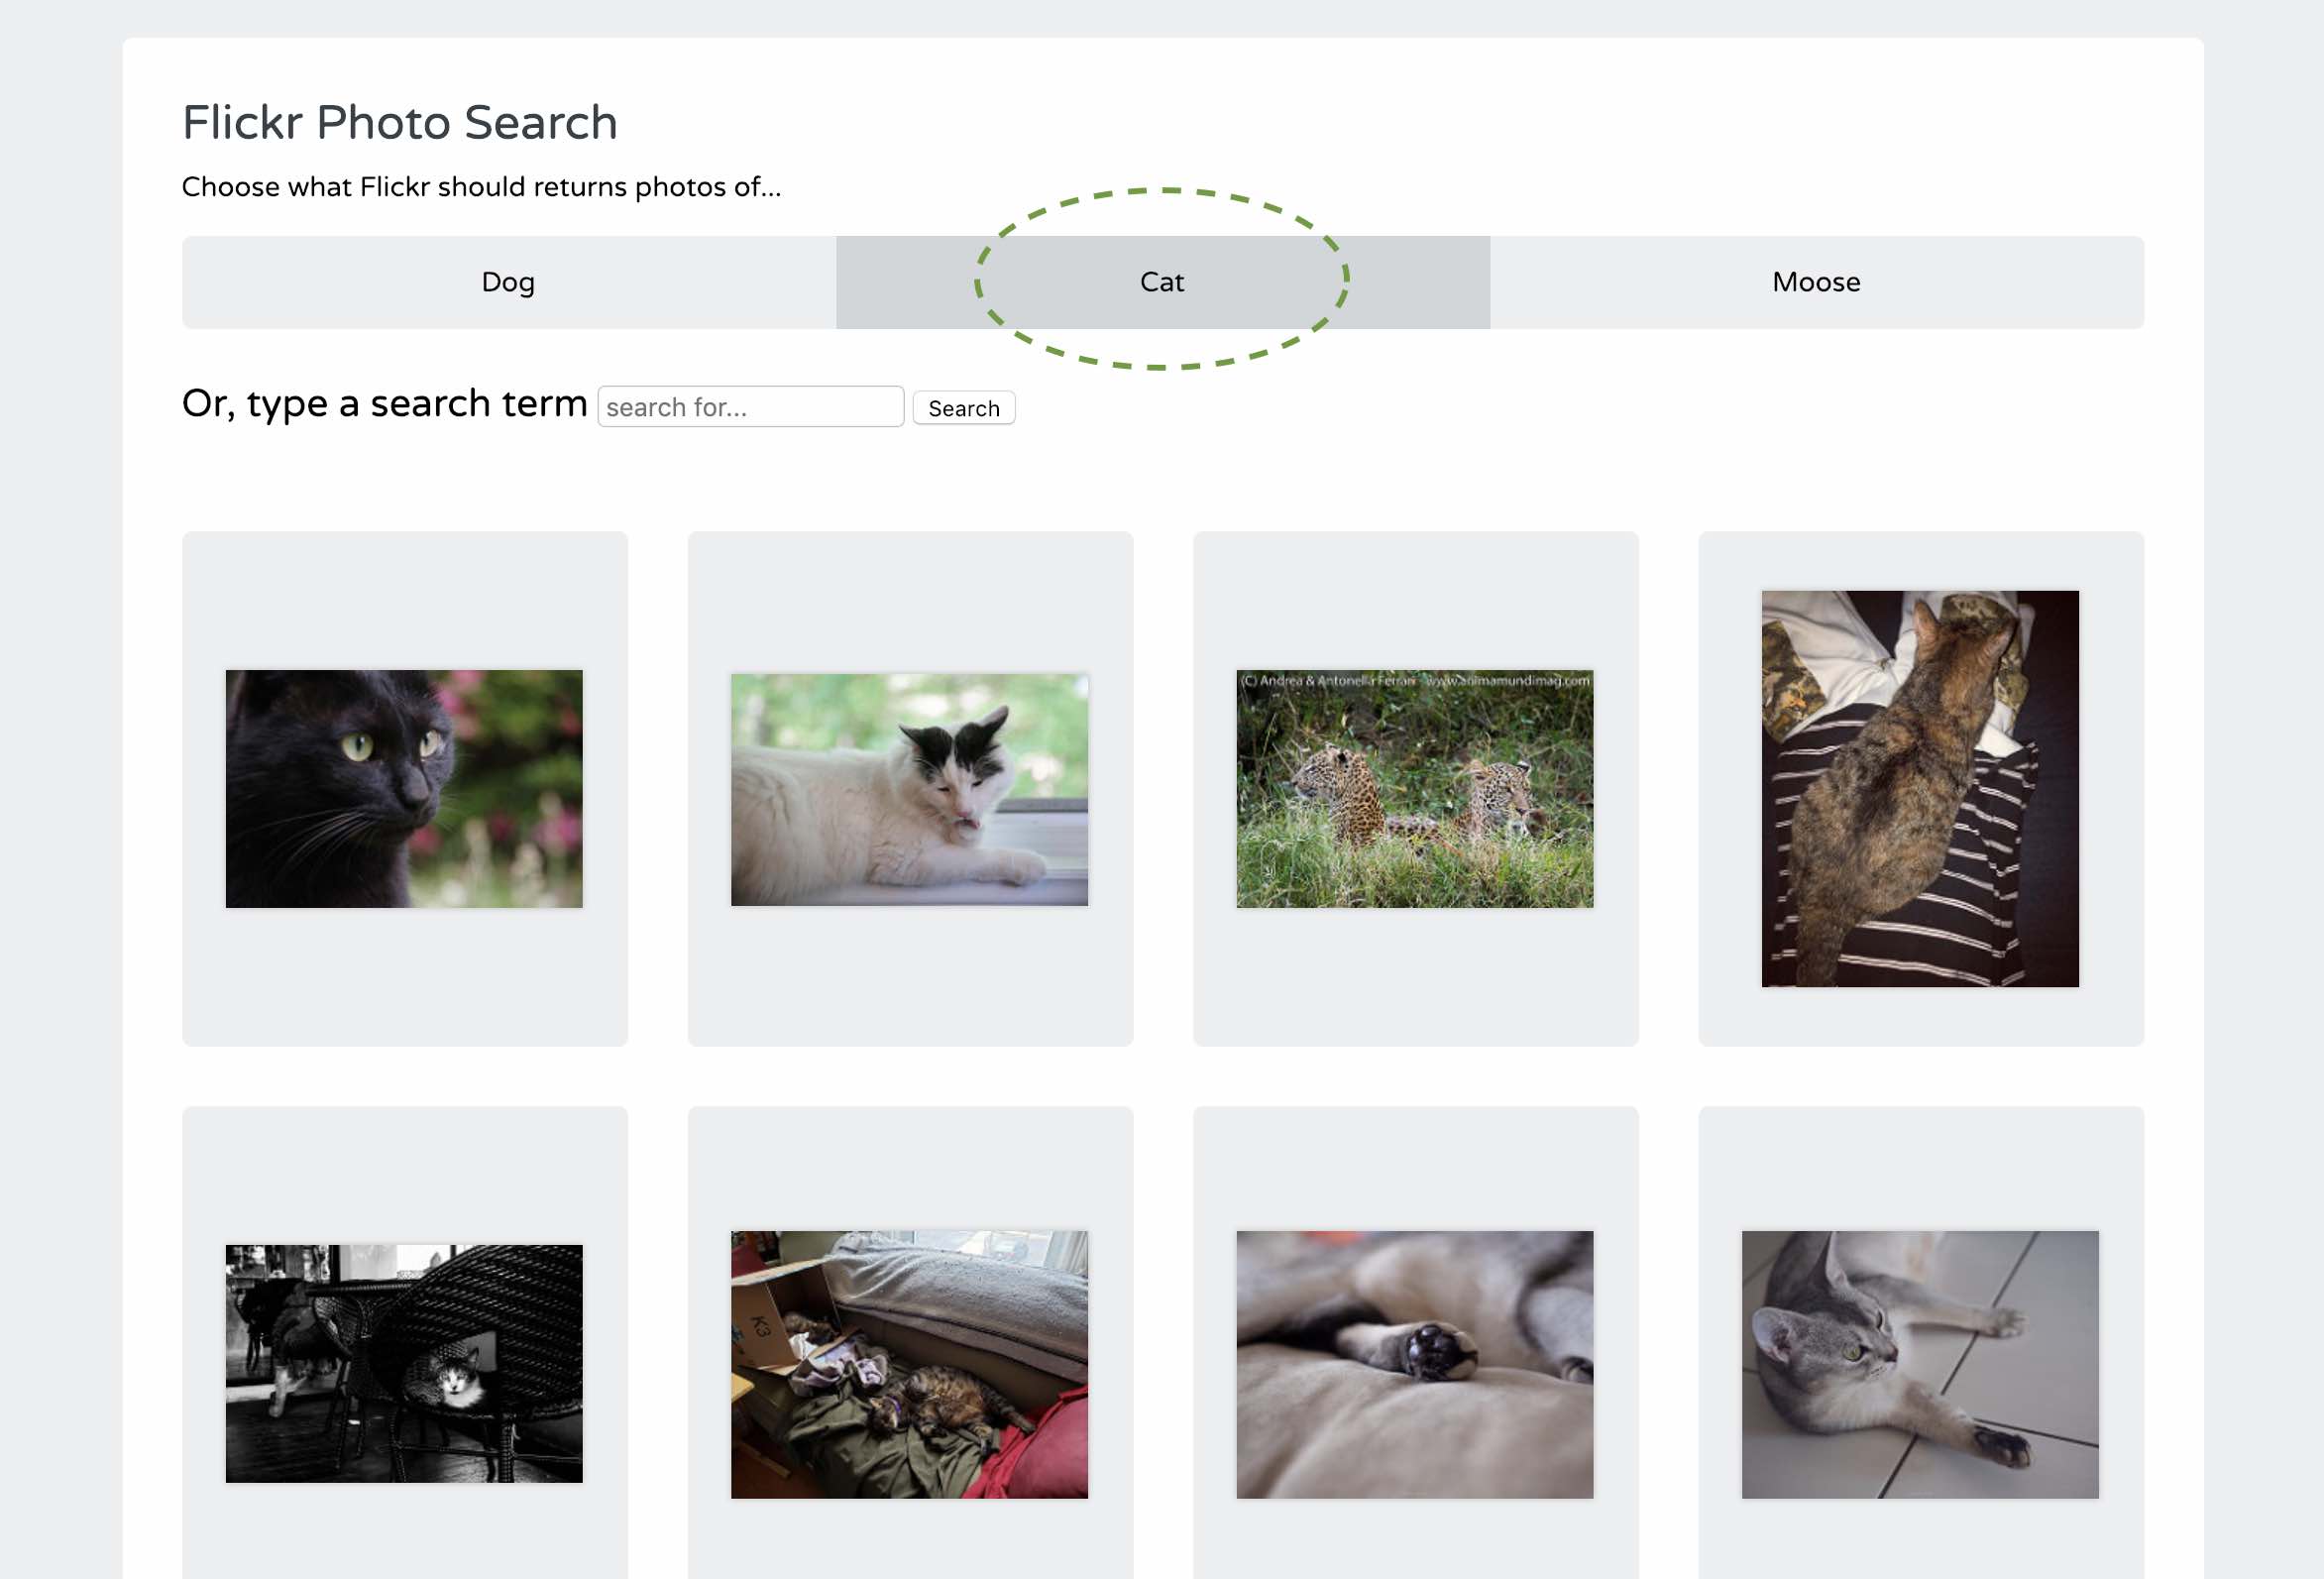 Flickr Photo Search
Choose what Flickr should returns photos of...
Dog
Cat
Moose
Or, type a search term search for... Search
(C) Andrea & Antonella Ferrari www.animamundimag.com
K3